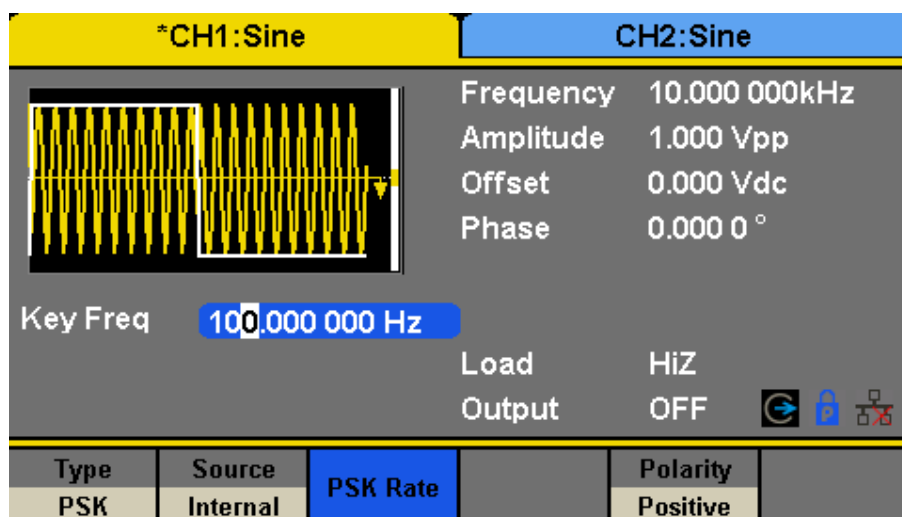 *CH1:Sine
CH2:Sine
Frequency 10.000 000kHz
Amplitude 1.000 Vpp
Offset 0.000 Vdc
Phase 0.000 0 °
Key Freq 100.000 000 Hz
Load HiZ
Output OFF
P
Type Source PSK Rate Polarity
PSK Internal Positive